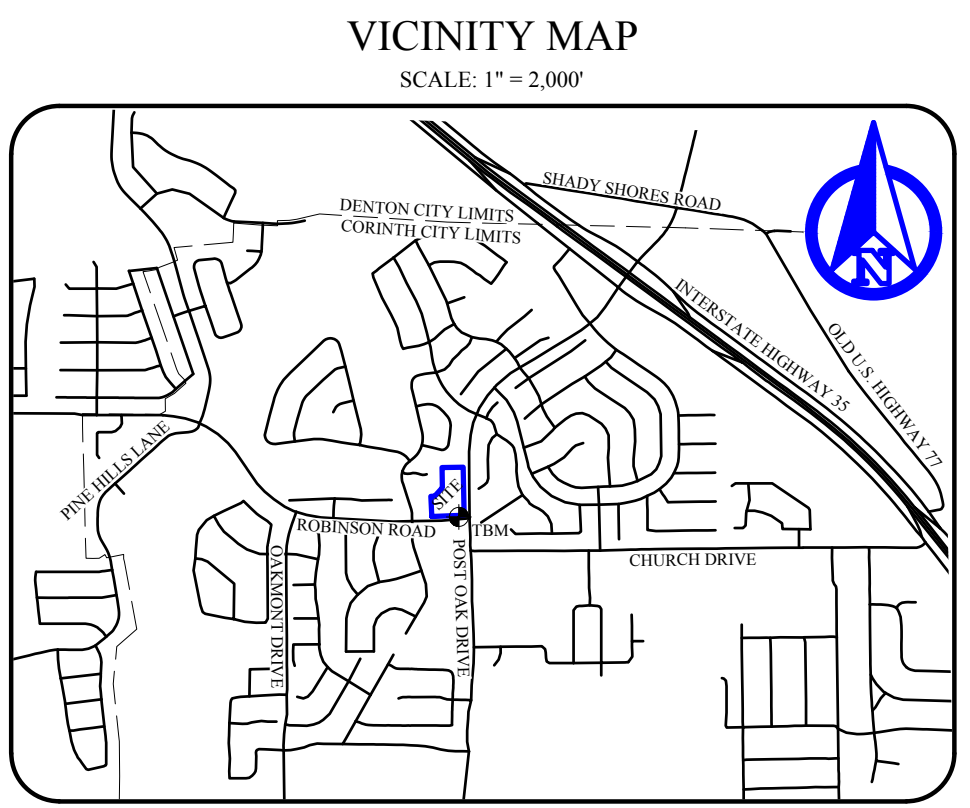 VICINITY MAP
SCALE: 1" = 2,000'
SHADY SHORES ROAD
DENTON CITY LIMITS
CORINTH CITY LIMITS
N
INTERSTATE HIGHWAY 35
OLD U.S. HIGHWAY 77
PINE HILLS LANE
SITE
ROBINSON ROAD
TBM
CHURCH DRIVE
OAKMONT DRIVE
POST OAK DRIVE